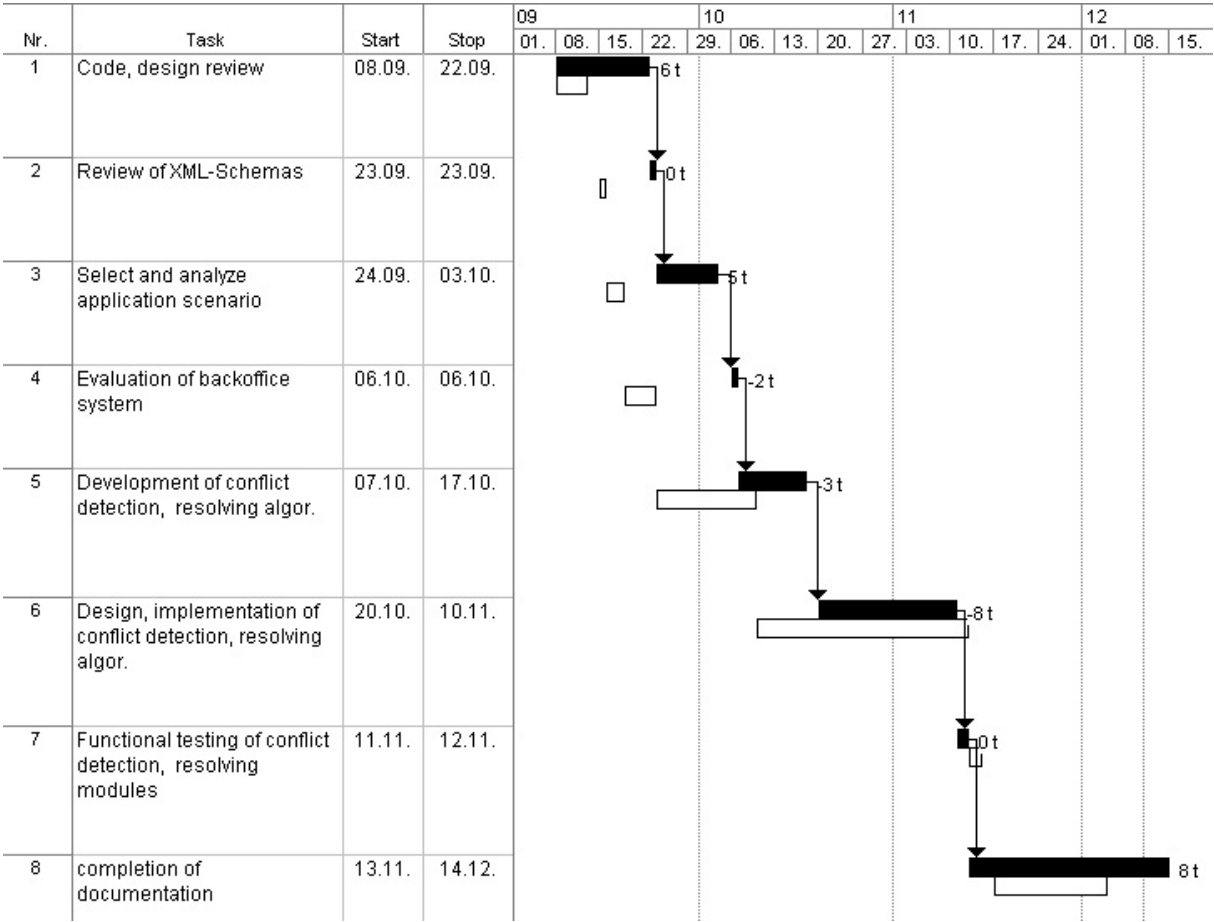 09 10 11 12
Nr. Task Start Stop 01. 08. 15. 22. 29. 06. 13. 20. 27. 03. 10. 17. 24. 01. 08. 15.
1 Code, design review 08.09. 22.09. 6 t
2 Review of XML-Schemas 23.09. 23.09. 0 t
3 Select and analyze 24.09. 03.10. 5 t
application scenario
4 Evaluation of backoffice 06.10. 06.10. -2 t
system
5 Development of conflict 07.10. 17.10. -3 t
detection, resolving algor.
6 Design, implementation of 20.10. 10.11. -8 t
conflict detection, resolving
algor.
7 Functional testing of conflict 11.11. 12.11. 0 t
detection, resolving
modules
8 completion of 13.11. 14.12. 8 t
documentation